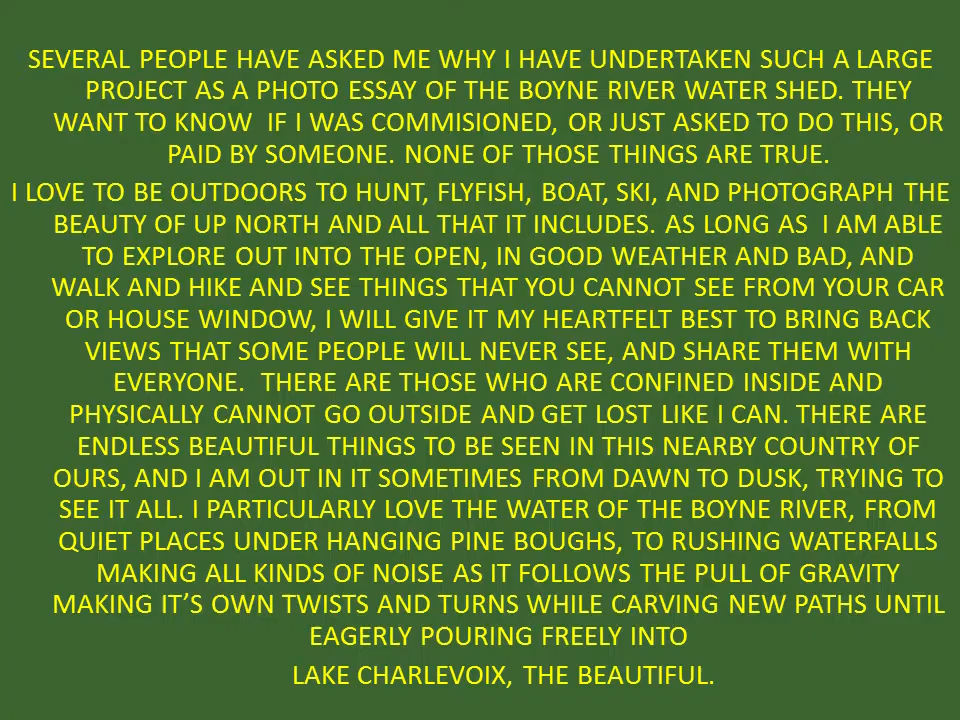 SEVERAL PEOPLE HAVE ASKED ME WHY I HAVE UNDERTAKEN SUCH A LARGE
PROJECT AS A PHOTO ESSAY OF THE BOYNE RIVER WATER SHED. THEY
WANT TO KNOW  IF I WAS COMMISIONED, OR JUST ASKED TO DO THIS, OR
PAID BY SOMEONE. NONE OF THOSE THINGS ARE TRUE.
I LOVE TO BE OUTDOORS TO HUNT, FLYFISH, BOAT, SKI, AND PHOTOGRAPH THE
BEAUTY OF UP NORTH AND ALL THAT IT INCLUDES. AS LONG AS  I AM ABLE
TO EXPLORE OUT INTO THE OPEN, IN GOOD WEATHER AND BAD, AND
WALK AND HIKE AND SEE THINGS THAT YOU CANNOT SEE FROM YOUR CAR
OR HOUSE WINDOW, I WILL GIVE IT MY HEARTFELT BEST TO BRING BACK
VIEWS THAT SOME PEOPLE WILL NEVER SEE, AND SHARE THEM WITH
EVERYONE.  THERE ARE THOSE WHO ARE CONFINED INSIDE AND
PHYSICALLY CANNOT GO OUTSIDE AND GET LOST LIKE I CAN. THERE ARE
ENDLESS BEAUTIFUL THINGS TO BE SEEN IN THIS NEARBY COUNTRY OF
OURS, AND I AM OUT IN IT SOMETIMES FROM DAWN TO DUSK, TRYING TO
SEE IT ALL. I PARTICULARLY LOVE THE WATER OF THE BOYNE RIVER, FROM
QUIET PLACES UNDER HANGING PINE BOUGHS, TO RUSHING WATERFALLS
MAKING ALL KINDS OF NOISE AS IT FOLLOWS THE PULL OF GRAVITY
MAKING IT’S OWN TWISTS AND TURNS WHILE CARVING NEW PATHS UNTIL
EAGERLY POURING FREELY INTO
LAKE CHARLEVOIX, THE BEAUTIFUL.